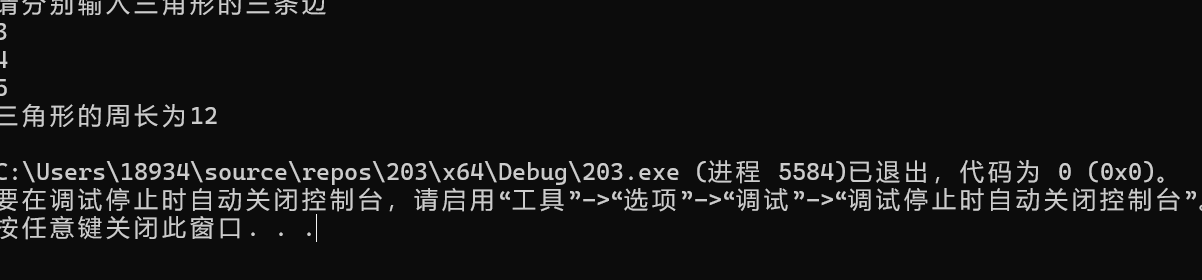 请分别输入三角形的三条边
3
4
5
三角形的周长为12
C:\Users\18934\source\repos\203\x64\Debug\203.exe (进程 5584)已退出，代码为 0 (0x0)。
要在调试停止时自动关闭控制台，请启用“工具”->“选项”->“调试”->“调试停止时自动关闭控制台”。
按任意键关闭此窗口. . .